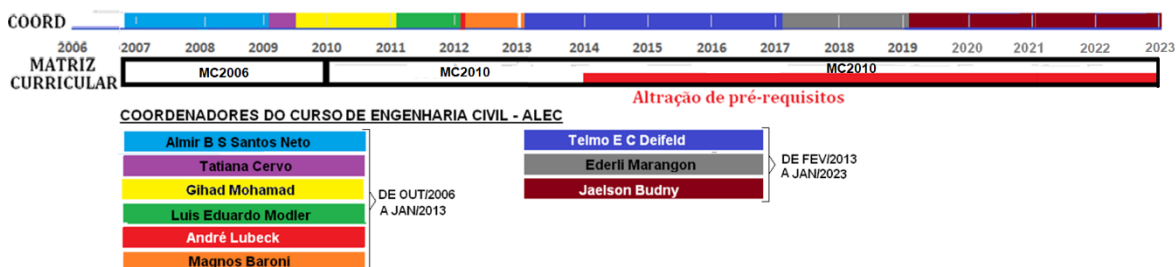 COORD
2006 2007 2008 2009 2010 2011 2012 2013 2014 2015 2016 2017 2018 2019 2020 2021 2022 2023
MATRIZ
CURRICULAR
MC2006 MC2010 MC2010
Altração de pré-requisitos
COORDENADORES DO CURSO DE ENGENHARIA CIVIL - ALEC
Almir B S Santos Neto
Tatiana Cervo
Gihad Mohamad
Luis Eduardo Modler
André Lubeck
Magnos Baroni
DE OUT/2006
A JAN/2013
Telmo E C Deifeld
Ederli Marangon
Jaelson Budny
DE FEV/2013
A JAN/2023